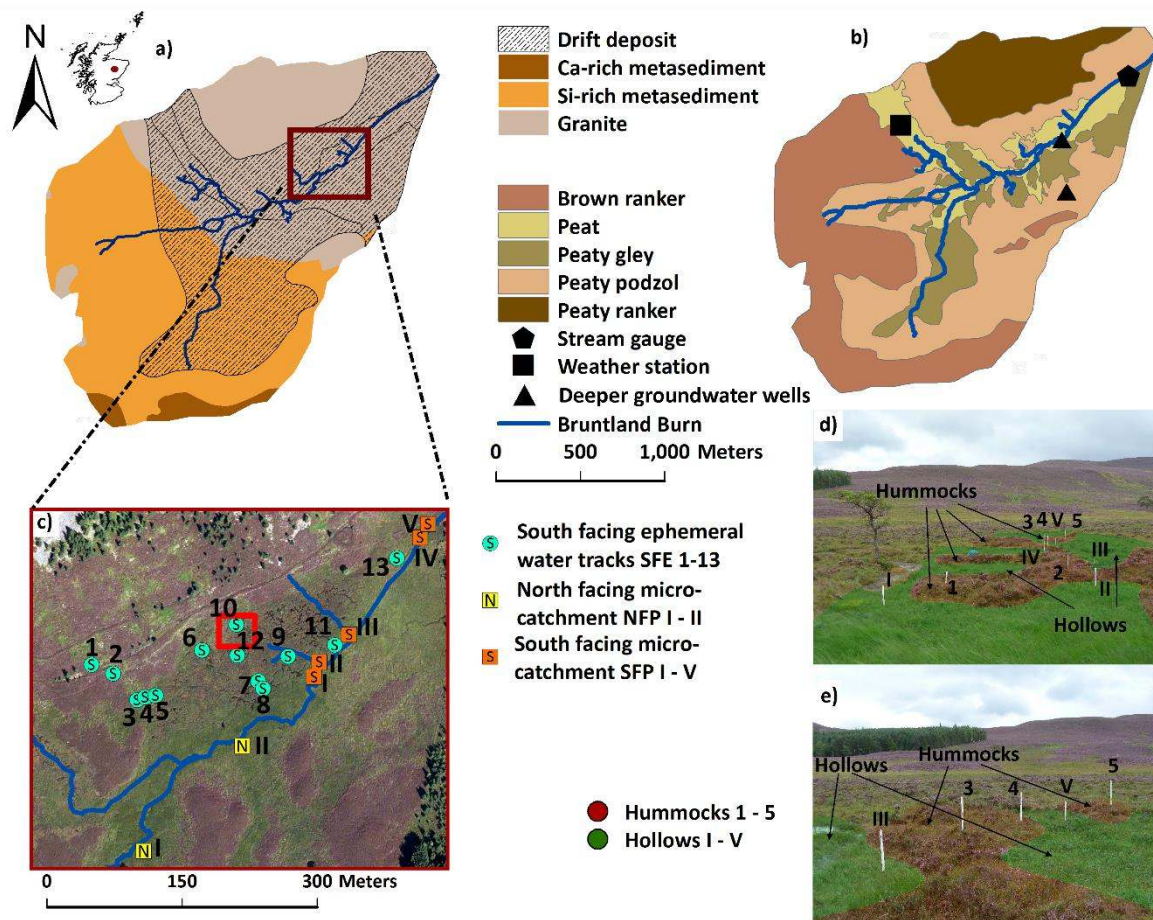 N
a)
Drift deposit
Ca-rich metasediment
Si-rich metasediment
Granite
Brown ranker
Peat
Peaty gley
Peaty podzol
Peaty ranker
Stream gauge
Weather station
Deeper groundwater wells
Bruntland Burn
0 500 1,000 Meters
b)
c)
V S
S
IV
13 S
10
S
11
S III
1
S
2
S
6
S
12
S
9
S
S
S II
S I
7
S
8
S
3
S
4
S
5
S
N II
N I
0 150 300 Meters
S South facing ephemeral
water tracks SFE 1-13
N North facing micro-
catchment NFP I - II
S South facing micro-
catchment SFP I - V
Hummocks 1 - 5
Hollows I - V
d)
Hummocks
3 4 V 5
III
IV
I
1
2
II
Hollows
e)
Hummocks
Hollows
5
3
4
V
III